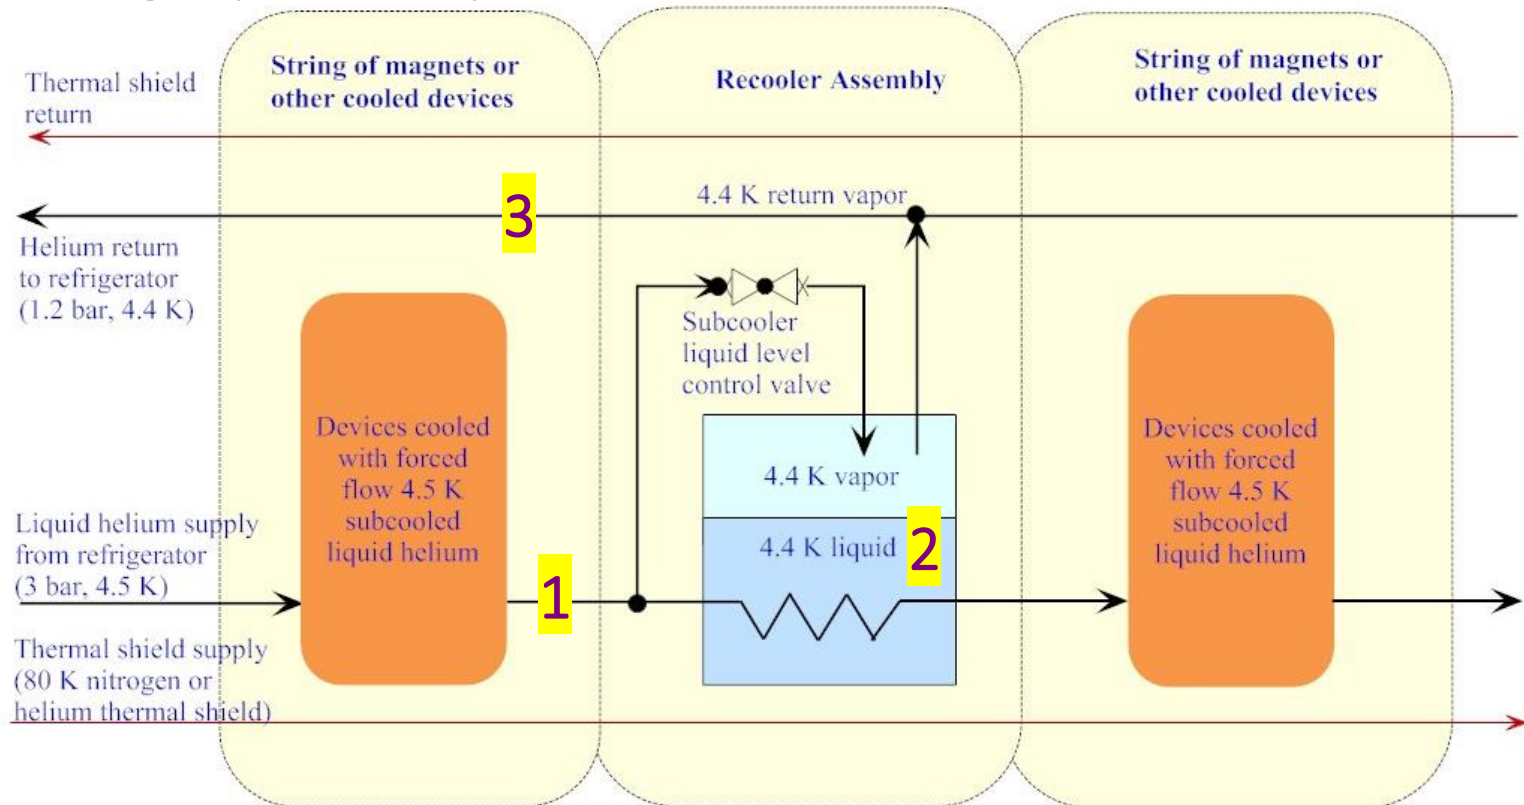 String of magnets or
other cooled devices
Recooler Assembly
String of magnets or
other cooled devices
Thermal shield
return
3
4.4 K return vapor
Helium return
to refrigerator
(1.2 bar, 4.4 K)
Subcooler
liquid level
control valve
Devices cooled
with forced
flow 4.5 K
subcooled
liquid helium
4.4 K vapor
4.4 K liquid
2
Devices cooled
with forced
flow 4.5 K
subcooled
liquid helium
Liquid helium supply
from refrigerator
(3 bar, 4.5 K)
1
Thermal shield supply
(80 K nitrogen or
helium thermal shield)